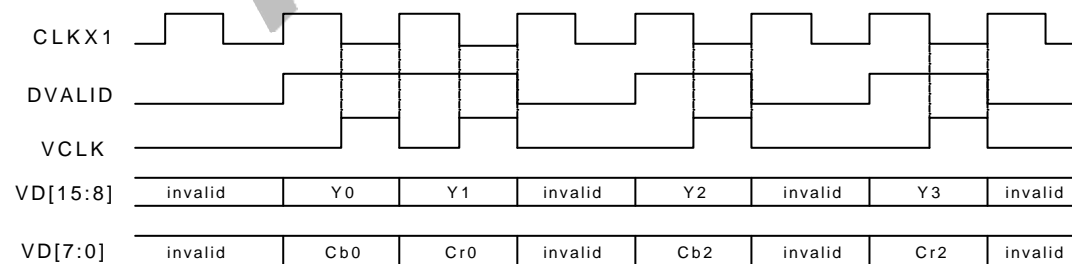 CLKX1
DVALID
VCLK
VD[15:8] invalid Y0 Y1 invalid Y2 invalid Y3 invalid
VD[7:0] invalid Cb0 Cr0 invalid Cb2 invalid Cr2 invalid